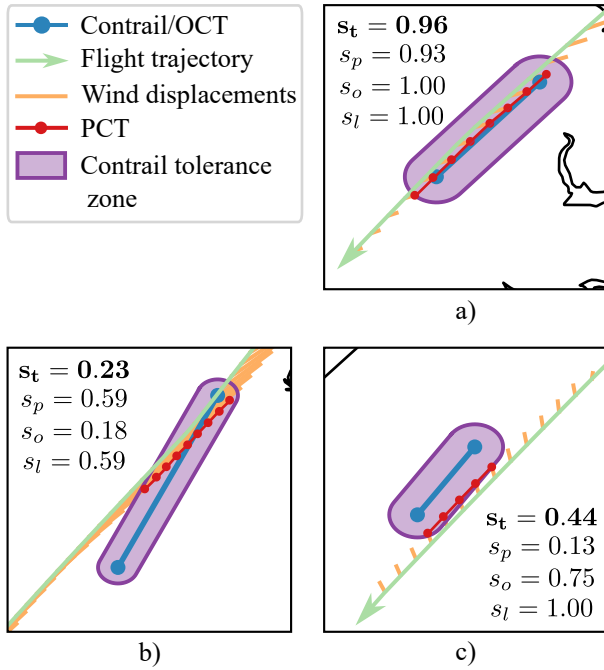 Contrail/OCT
Flight trajectory
Wind displacements
PCT
Contrail tolerance
zone
s_t = 0.96
s_p = 0.93
s_o = 1.00
s_l = 1.00
a)
s_t = 0.23
s_p = 0.59
s_o = 0.18
s_l = 0.59
b)
s_t = 0.44
s_p = 0.13
s_o = 0.75
s_l = 1.00
c)